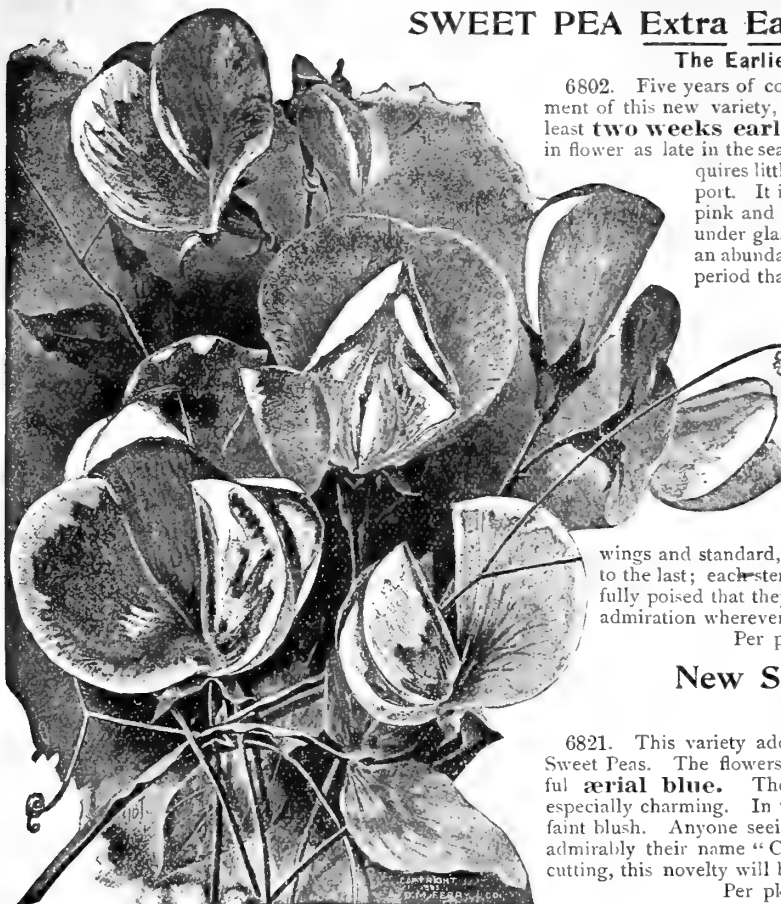 SWEET PEA Extra Ea
The Earlie
6802. Five years of co
ment of this new variety,
least two weeks earl
in flower as late in the sea
quires littl
port. It i
pink and
under gla
an abunda
period tha
wings and standard,
to the last; each stem
fully poised that the
admiration wherever
Per p
New S
6821. This variety add
Sweet Peas. The flowers
ful ærial blue. The
especially charming. In
faint blush. Anyone seei
admirably their name "C
cutting, this novelty will b
Per pk
COPYRIGHT
D.M. FERRY & CO.